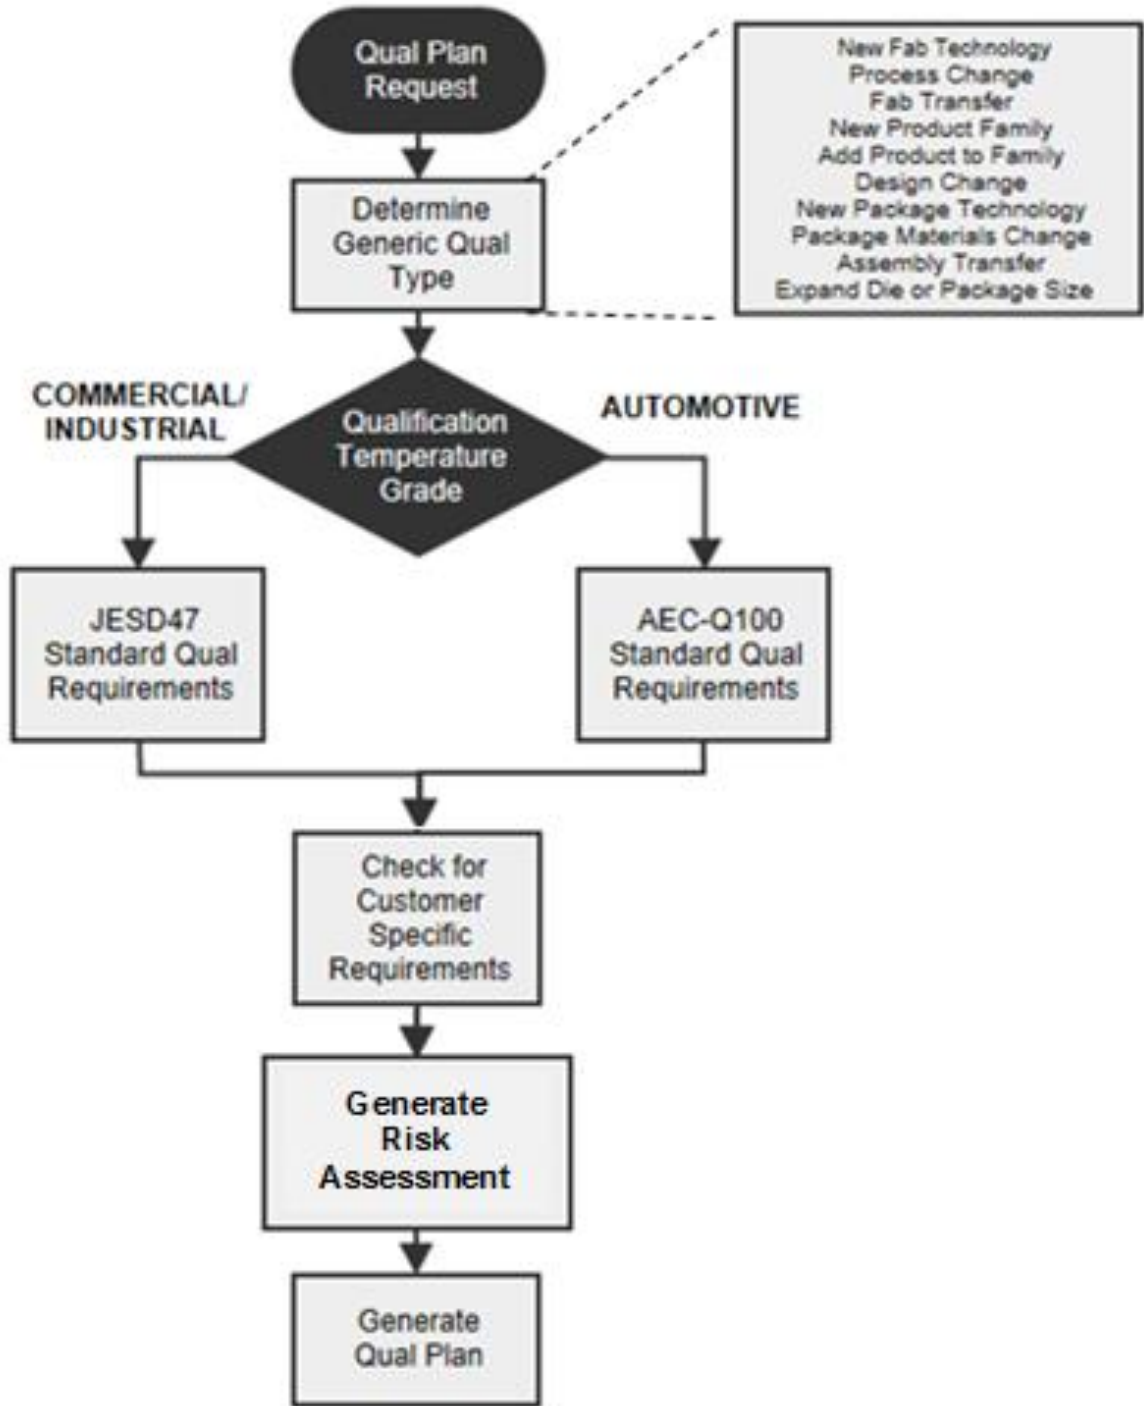 Qual Plan
Request
New Fab Technology
Process Change
Fab Transfer
New Product Family
Add Product to Family
Design Change
New Package Technology
Package Materials Change
Assembly Transfer
Expand Die or Package Size
Determine
Generic Qual
Type
COMMERCIAL/
INDUSTRIAL
Qualification
Temperature
Grade
AUTOMOTIVE
JESD47
Standard Qual
Requirements
AEC-Q100
Standard Qual
Requirements
Check for
Customer
Specific
Requirements
Generate
Risk
Assessment
Generate
Qual Plan